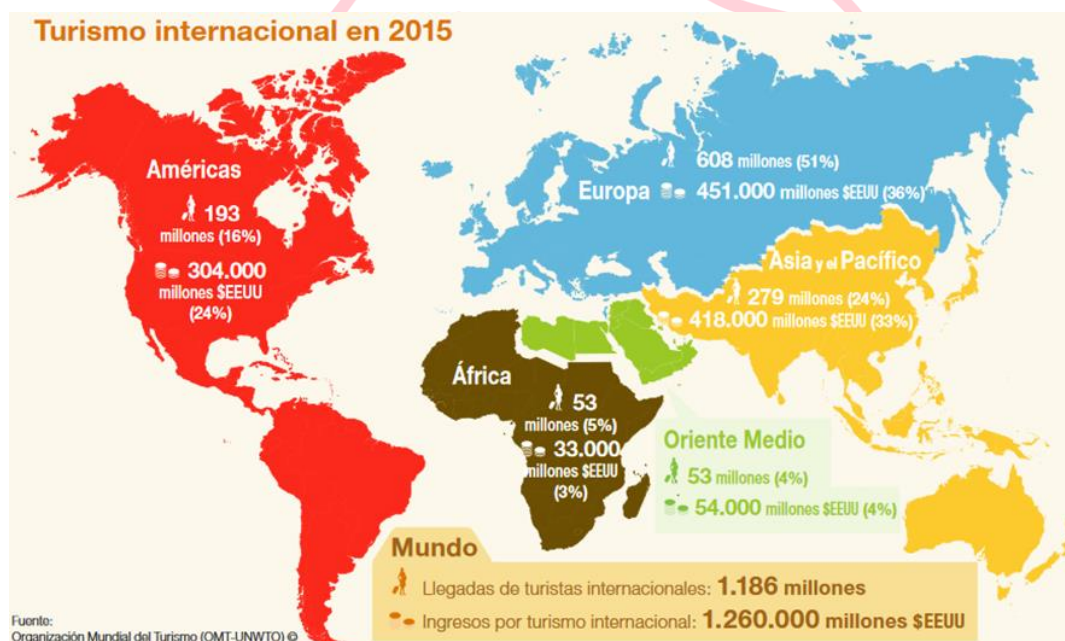 Turismo internacional en 2015
Américas
193
millones (16%)
304.000
millones $EEUU
(24%)
608 millones (51%)
Europa
451.000 millones $EEUU (36%)
Asia y el Pacífico
279 millones (24%)
418.000 millones $EEUU (33%)
África
53
millones (5%)
33.000
millones $EEUU
(3%)
Oriente Medio
53 millones (4%)
54.000 millones $EEUU (4%)
Mundo
Llegadas de turistas internacionales: 1.186 millones
Ingresos por turismo internacional: 1.260.000 millones $EEUU
Fuente:
Organización Mundial del Turismo (OMT-UNWTO) ©